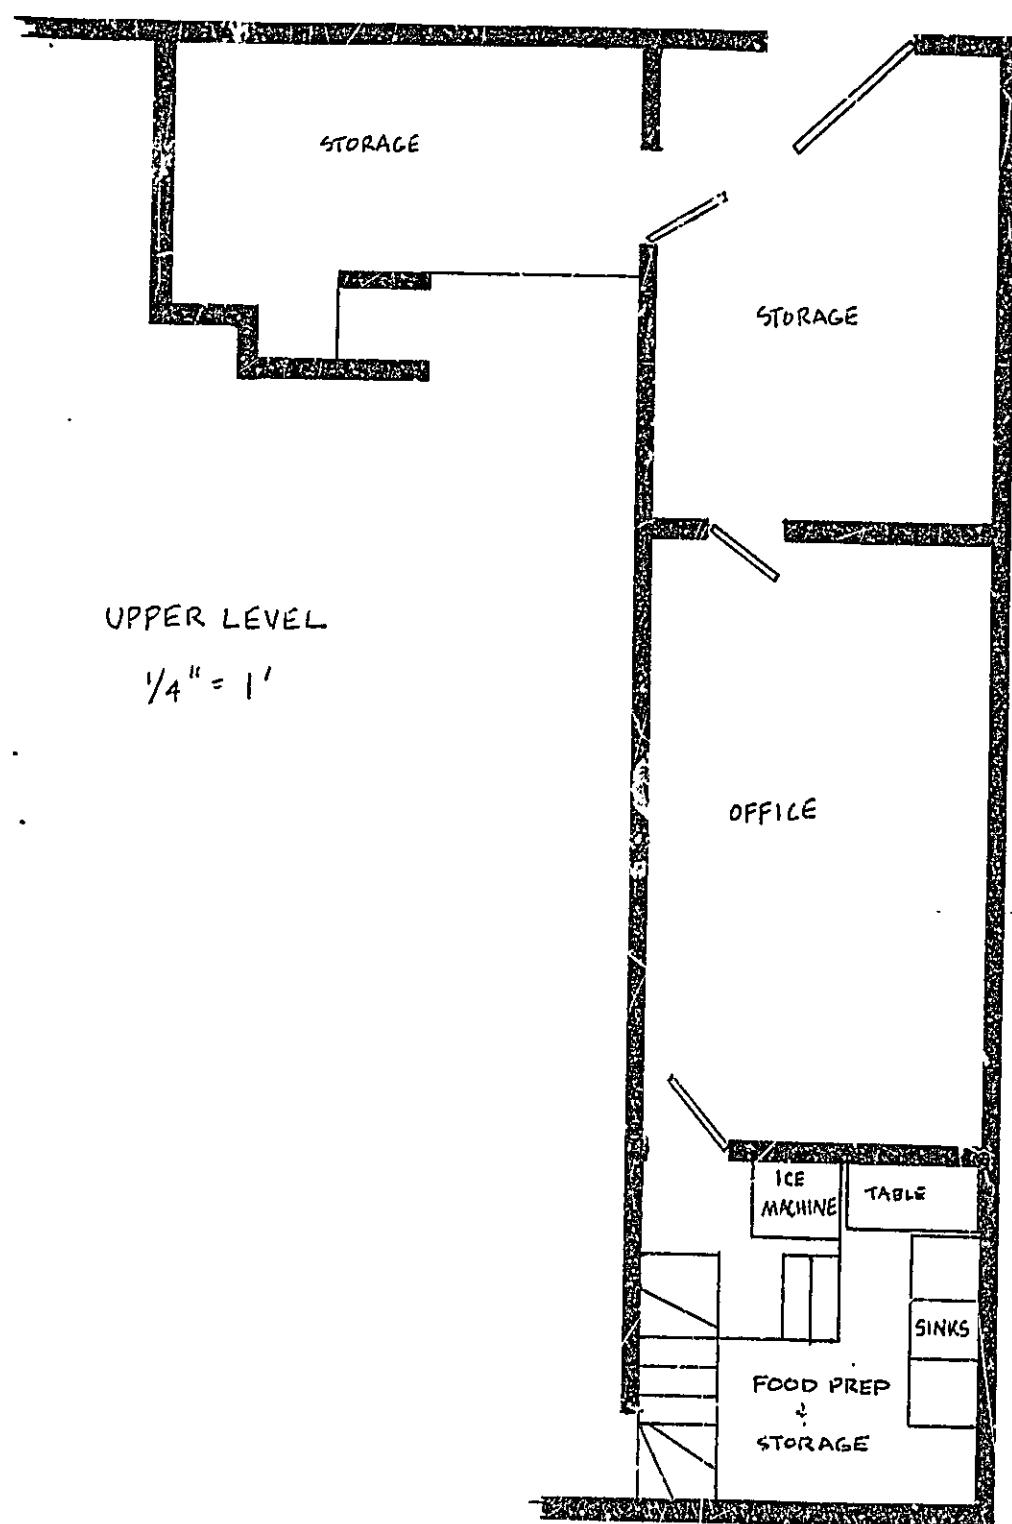 STORAGE
STORAGE
UPPER LEVEL
1/4" = 1'
OFFICE
ICE
MACHINE
TABLE
SINKS
FOOD PREP
&
STORAGE